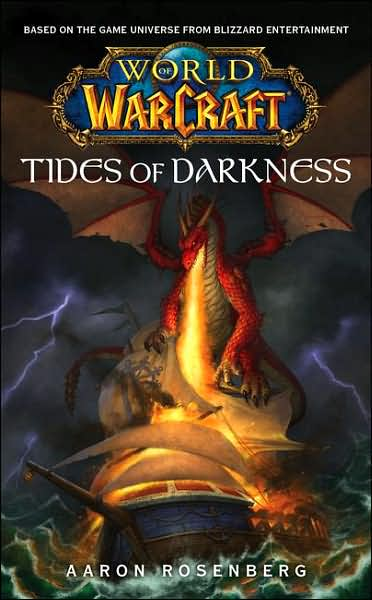 BASED ON THE GAME UNIVERSE FROM BLIZZARD ENTERTAINMENT
WORLD
OF
WARCRAFT
TIDES OF DARKNESS
AARON ROSENBERG